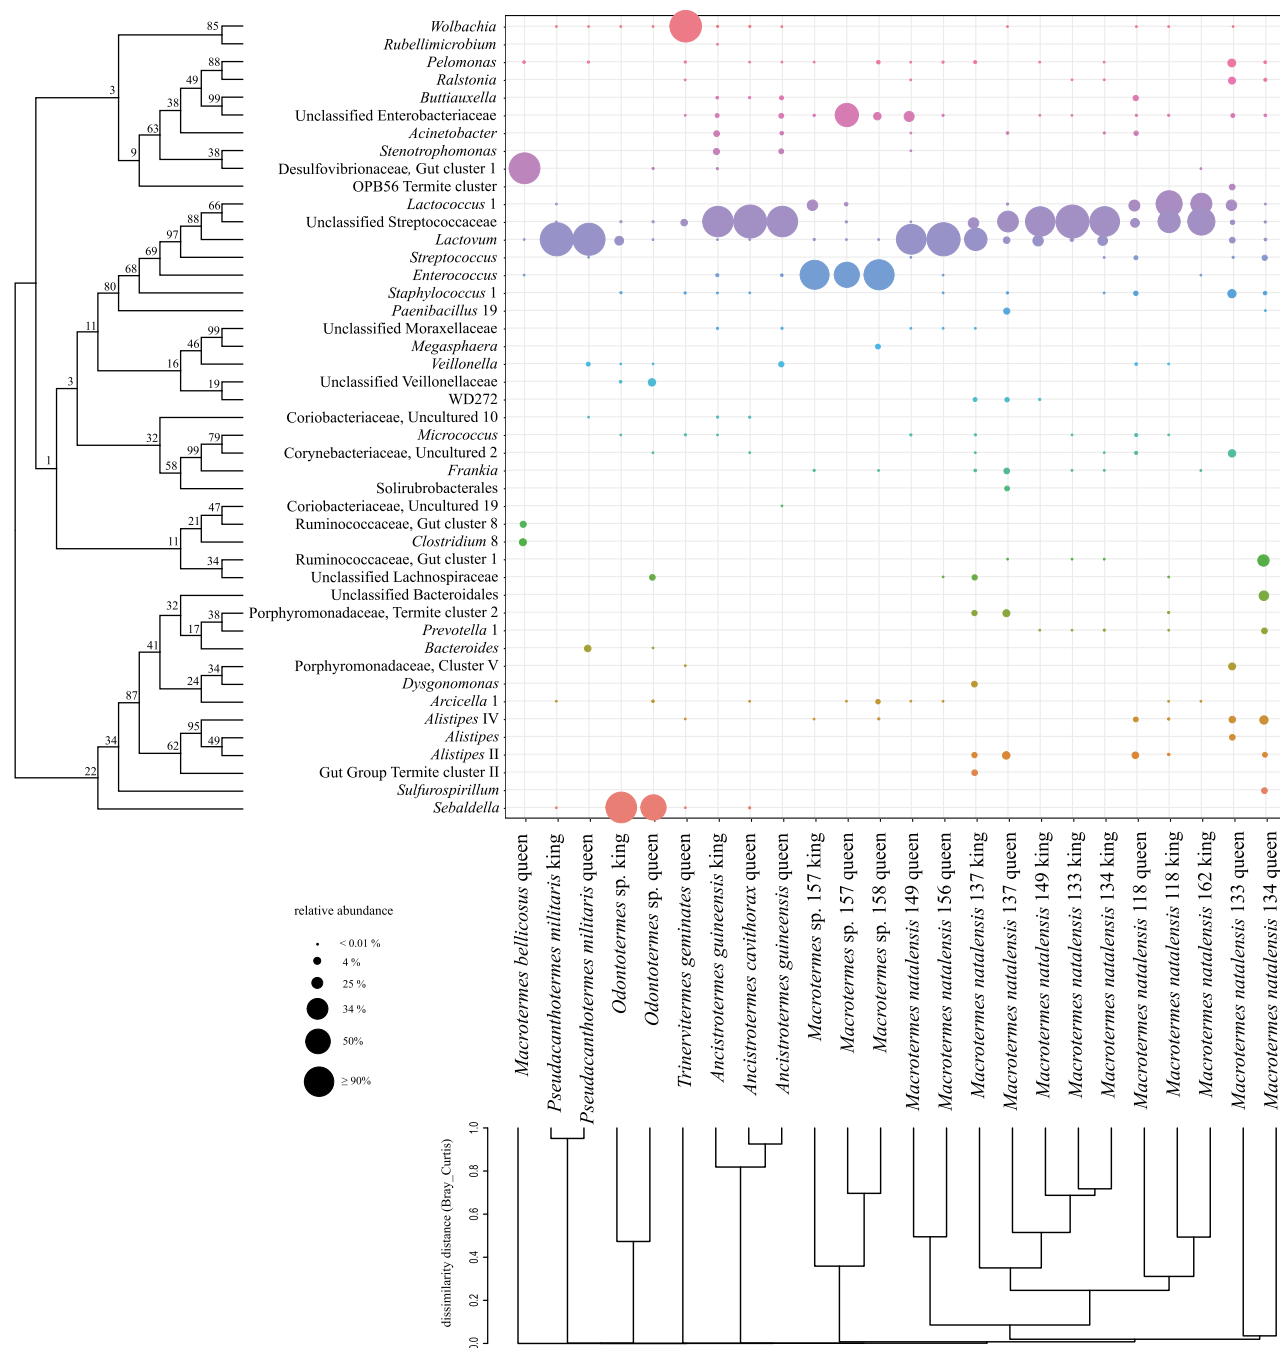 Wolbachia
Rubellimicrobium
Pelomonas
Ralstonia
Buttiauxella
Unclassified Enterobacteriaceae
Acinetobacter
Stenotrophomonas
Desulfovibrionaceae, Gut cluster 1
OPB56 Termite cluster
Lactococcus 1
Unclassified Streptococcaceae
Lactovum
Streptococcus
Enterococcus
Staphylococcus 1
Paenibacillus 19
Unclassified Moraxellaceae
Megasphaera
Veillonella
Unclassified Veillonellaceae
WD272
Coriobacteriaceae, Uncultured 10
Micrococcus
Corynebacteriaceae, Uncultured 2
Frankia
Solirubrobacterales
Coriobacteriaceae, Uncultured 19
Ruminococcaceae, Gut cluster 8
Clostridium 8
Ruminococcaceae, Gut cluster 1
Unclassified Lachnospiraceae
Unclassified Bacteroidales
Porphyromonadaceae, Termite cluster 2
Prevotella 1
Bacteroides
Porphyromonadaceae, Cluster V
Dysgonomonas
Arcicella 1
Alistipes IV
Alistipes
Alistipes II
Gut Group Termite cluster II
Sulfurospirillum
Sebaldella
85
88
49
99
38
3
63
38
9
66
88
97
69
68
80
11
99
46
16
19
3
79
99
32
58
1
47
21
11
34
32
38
17
41
34
24
87
95
49
34
62
22
Macrotermes bellicosus queen
Pseudacanthotermes militaris king
Pseudacanthotermes militaris queen
Odontotermes sp. king
Odontotermes sp. queen
Trinervitermes geminates queen
Ancistrotermes guineensis king
Ancistrotermes cavithorax queen
Ancistrotermes guineensis queen
Macrotermes sp. 157 king
Macrotermes sp. 157 queen
Macrotermes sp. 158 queen
Macrotermes natalensis 149 queen
Macrotermes natalensis 156 queen
Macrotermes natalensis 137 king
Macrotermes natalensis 137 queen
Macrotermes natalensis 149 king
Macrotermes natalensis 133 king
Macrotermes natalensis 134 king
Macrotermes natalensis 118 queen
Macrotermes natalensis 118 king
Macrotermes natalensis 162 king
Macrotermes natalensis 133 queen
Macrotermes natalensis 134 queen
relative abundance
< 0.01 %
4 %
25 %
34 %
50%
≥ 90%
dissimilarity distance (Bray_Curtis)
1.0
0.8
0.6
0.4
0.2
0.0